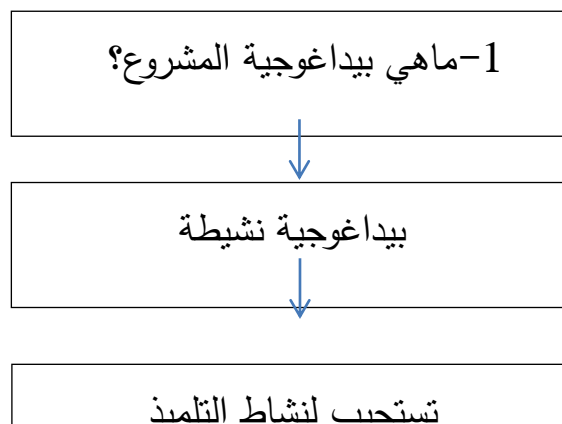 1-ماهي بيداغوجية المشروع؟
بيداغوجية نشيطة
تستجيب لنشاط التلميذ